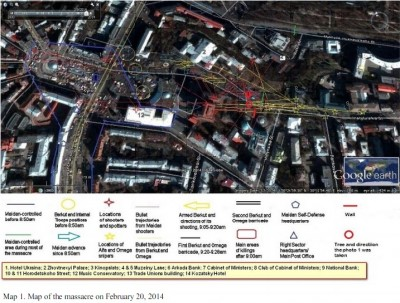 Google earth
Maidan-controlled before 8:50am
Berkut and Internal Troops positions before 8:50am
Locations of shooters and spotters
Bullet trajectories from Maidan shooters
Armed Berkut and directions of its shooting, 9:05-9:20am
Second Berkut and Omega barricade
Maidan Self-Defense headquarters
Wall
Maidan-controlled area during most of the massacre
Maidan advance since 8:50am
Locations of Alfa and Omega snipers
Bullet trajectories from Berkut and Omega
First Berkut and Omega barricade, 9:20-9:28am
Main areas of killings after 9:00am
Right Sector headquarters/ Main Post Office
Tree and direction the photo 1 was taken
1. Hotel Ukraina; 2 Zhovtnevyi Palace; 3 Kinopalats; 4 & 5 Muzeiny Lane; 6 Arkada Bank; 7 Cabinet of Ministers; 8 Club of Cabinet of Ministers; 9 National Bank;
10 & 11 Horodetskoho Street; 12 Music Conservatory; 13 Trade Unions building; 14 Kozatsky Hotel
Map 1. Map of the massacre on February 20, 2014